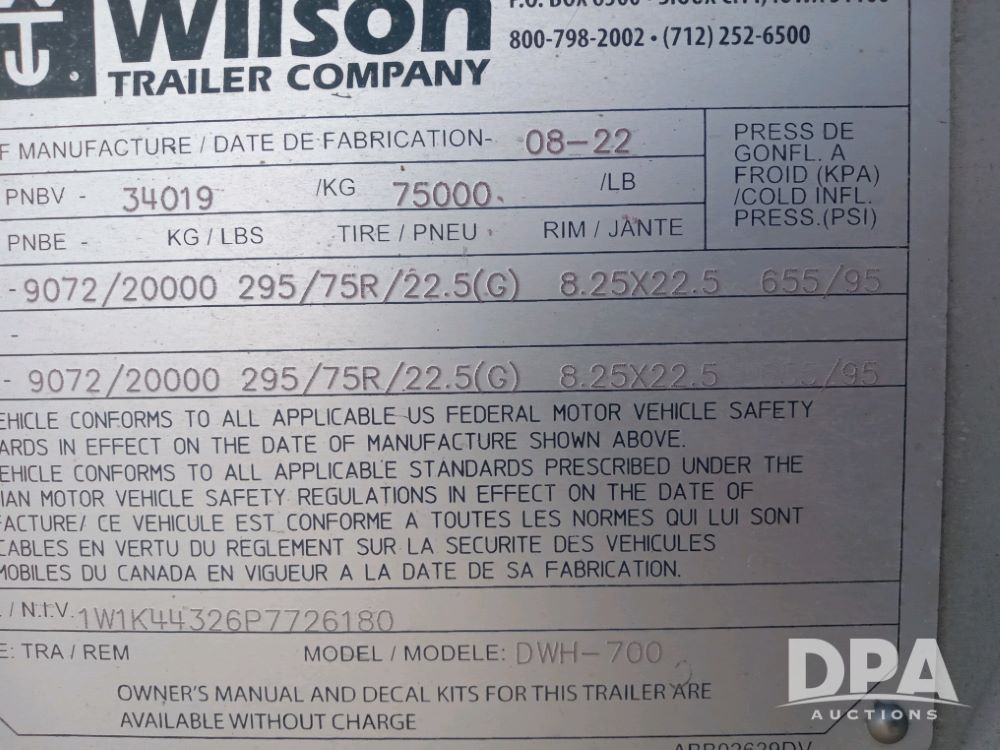 Wilson
800-798-2002 • (712) 252-6500
TRAILER COMPANY
F MANUFACTURE / DATE DE FABRICATION- 08-22
PRESS DE
GONFL. A
FROID (KPA)
/COLD INFL.
PRESS.(PSI)
PNBV - 34019 /KG 75000 /LB
PNBE - KG / LBS TIRE / PNEU RIM / JANTE
-9072/20000 295/75R/22.5(G) 8.25X22.5 655/95
-
- 9072/20000 295/75R/22.5(G) 8.25X22.5 655/95
EHICLE CONFORMS TO ALL APPLICABLE US FEDERAL MOTOR VEHICLE SAFETY
ARDS IN EFFECT ON THE DATE OF MANUFACTURE SHOWN ABOVE.
EHICLE CONFORMS TO ALL APPLICABLE STANDARDS PRESCRIBED UNDER THE
IAN MOTOR VEHICLE SAFETY REGULATIONS IN EFFECT ON THE DATE OF
FACTURE/ CE VEHICULE EST CONFORME A TOUTES LES NORMES QUI LUI SONT
CABLES EN VERTU DU REGLEMENT SUR LA SECURITE DES VEHICULES
MOBILES DU CANADA EN VIGUEUR A LA DATE DE SA FABRICATION.
. / N.I.V. 1W1K44326P7726180
E: TRA / REM MODEL / MODELE: DWH-700
OWNER'S MANUAL AND DECAL KITS FOR THIS TRAILER ARE
AVAILABLE WITHOUT CHARGE
DPA
AUCTIONS